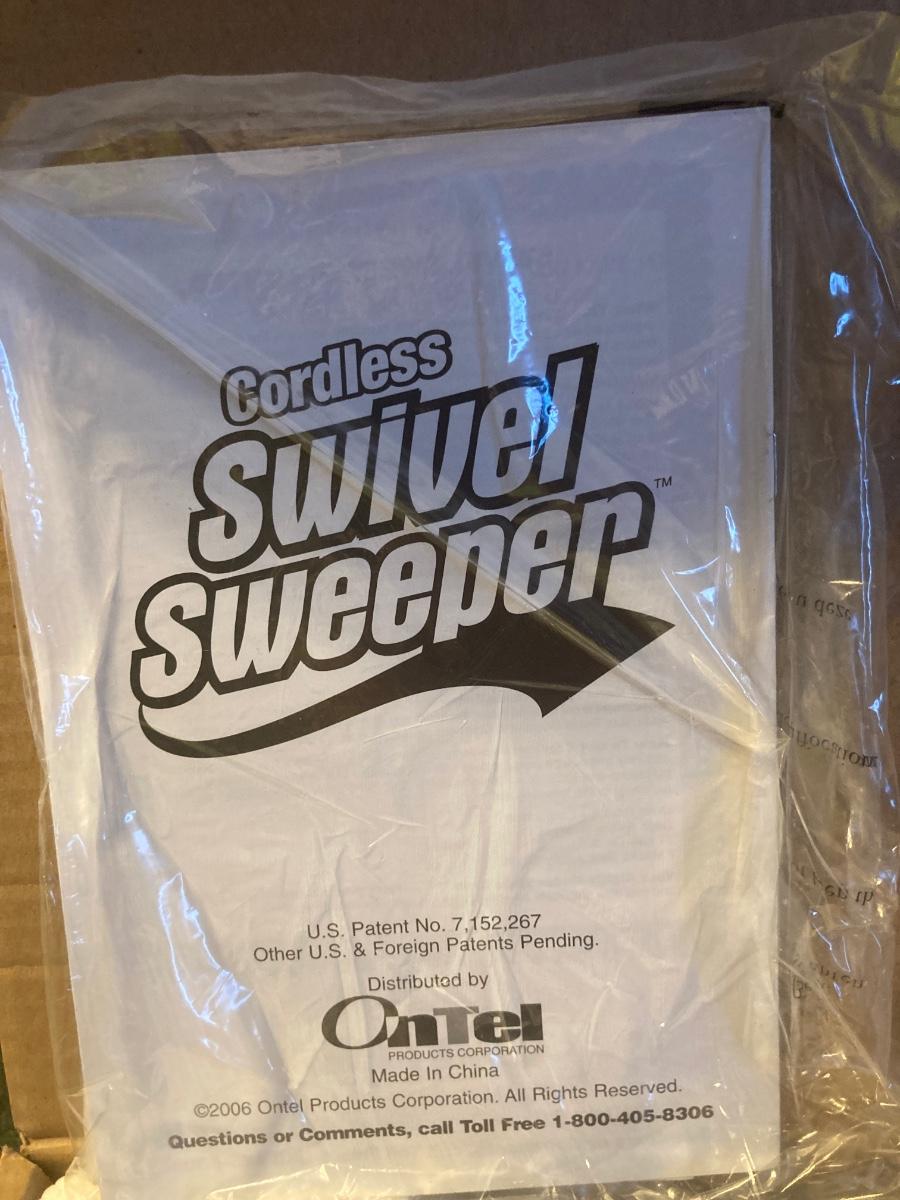 Cordless
Swivel
Sweeper™
U.S. Patent No. 7,152,267
Other U.S. & Foreign Patents Pending.
Distributed by
OnTel
PRODUCTS CORPORATION
Made In China
©2006 Ontel Products Corporation. All Rights Reserved.
Questions or Comments, call Toll Free 1-800-405-8306